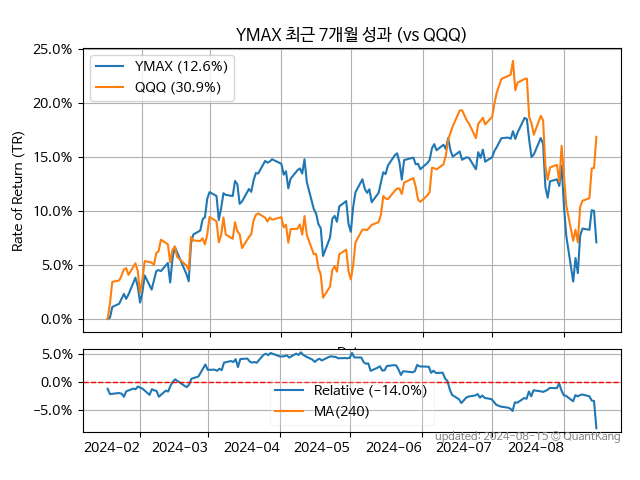 YMAX 최근 7개월 성과 (vs QQQ)
25.0%
20.0%
15.0%
10.0%
5.0%
0.0%
Rate of Return (TR)
YMAX (12.6%)
QQQ (30.9%)
5.0%
0.0%
−5.0%
Relative (−14.0%)
MA(240)
updated: 2024-08-15 © QuantKang
2024−02
2024−03
2024−04
2024−05
2024−06
2024−07
2024−08